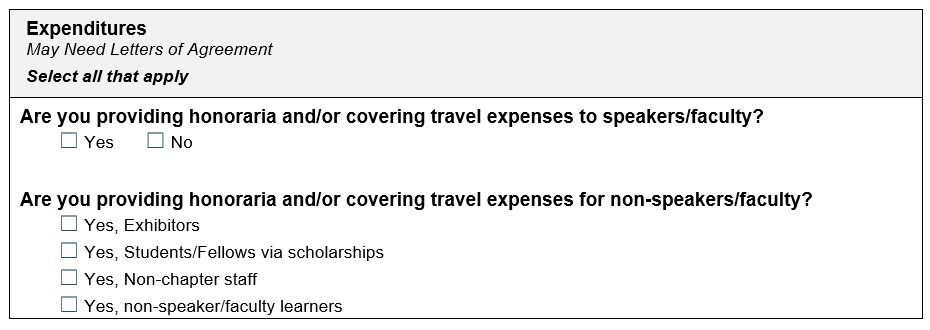 Expenditures
May Need Letters of Agreement
Select all that apply
Are you providing honoraria and/or covering travel expenses to speakers/faculty?
☐ Yes ☐ No
Are you providing honoraria and/or covering travel expenses for non-speakers/faculty?
☐ Yes, Exhibitors
☐ Yes, Students/Fellows via scholarships
☐ Yes, Non-chapter staff
☐ Yes, non-speaker/faculty learners